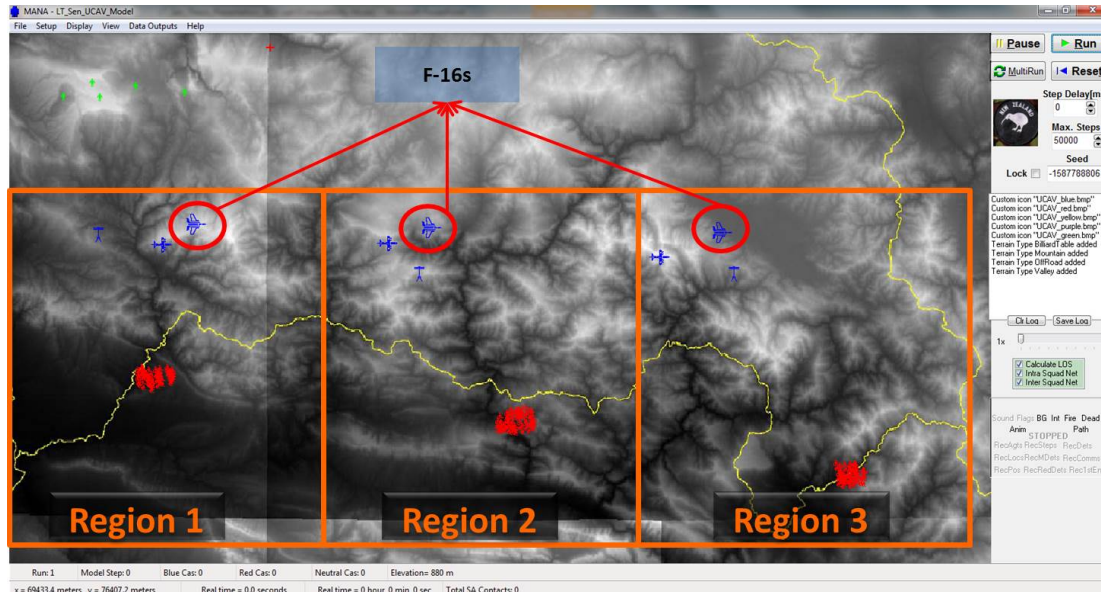 MANA - LT_Sen_UCAV_Model
File Setup Display View Data Outputs Help
F-16s
Pause Run
MultiRun Reset
Step Delay[m
0
NEW ZEALAND
Max. Steps
50000
Seed
Lock -1587788806
Custom icon "UCAV_blue.bmp"
Custom icon "UCAV_red.bmp"
Custom icon "UCAV_yellow.bmp"
Custom icon "UCAV_purple.bmp"
Custom icon "UCAV_green.bmp"
Terrain Type BilliardTable added
Terrain Type Mountain added
Terrain Type OffRoad added
Terrain Type Valley added
Clr Log Save Log
1x
Calculate LOS
Intra Squad Net
Inter Squad Net
Sound Flags BG Int Fire Dead
Anim Path
STOPPED
RecAgts RecSteps RecDets
RecLocs RecMDets RecComms
RecPos RecRedDets Rec1stEn
Region 1 Region 2 Region 3
Run: 1 Model Step: 0 Blue Cas: 0 Red Cas: 0 Neutral Cas: 0 Elevation= 880 m
x = 69433.4 meters y = 76407.2 meters Real time = 0.0 seconds Real time = 0 hour, 0 min, 0 sec Total SA Contacts: 0